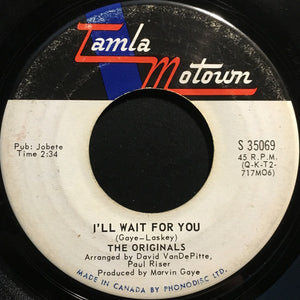 Tamla
Motown
Pub: Jobete
Time 2:34
S 35069
45 R.P.M.
(Q-K-T2-
717M06)
I'LL WAIT FOR YOU
(Gaye-Laskey)
THE ORIGINALS
Arranged by David VanDePitte,
Paul Riser
Produced by Marvin Gaye
MADE IN CANADA BY PHONODISC LTD.